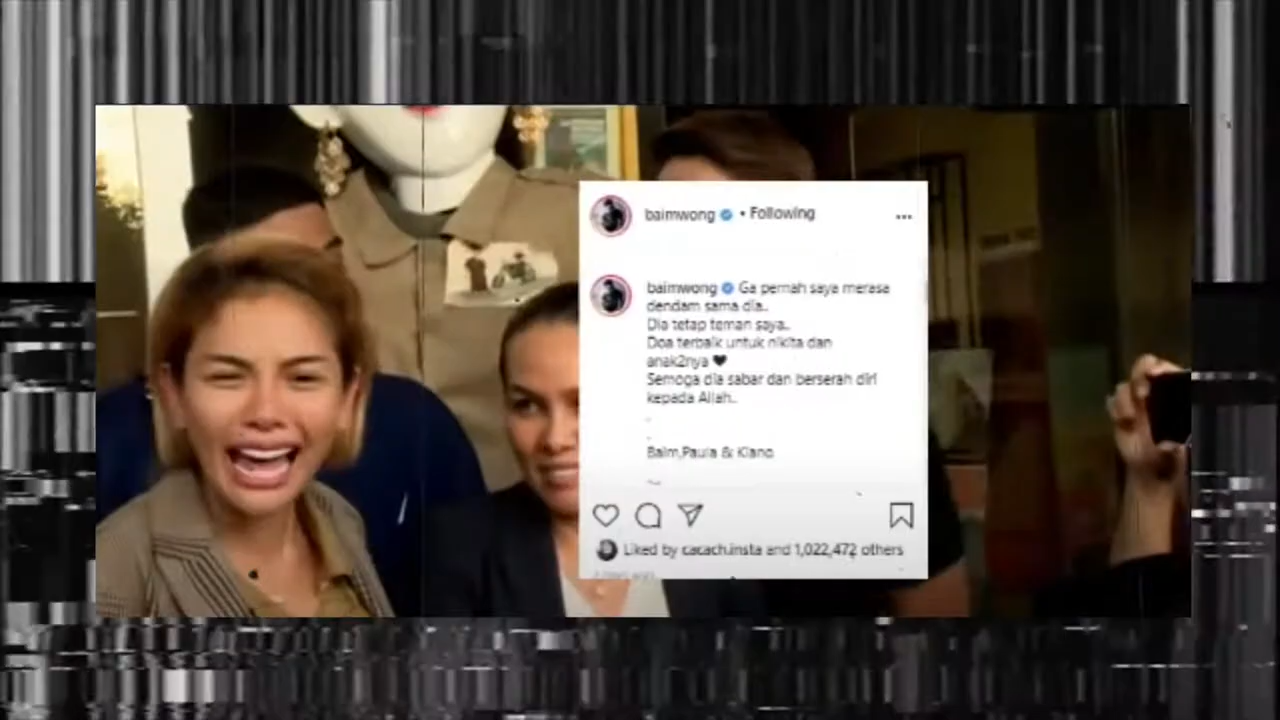 baimwong • Following
baimwong Ga pernah saya merasa
dendam sama dia..
Dia tetap teman saya..
Doa terbaik untuk nikita dan
anak2nya 🖤
Semoga dia sabar dan berserah diri
kepada Allah..
.
.
Baim,Paula & Kiano
Liked by cacach.insta and 1,022,472 others